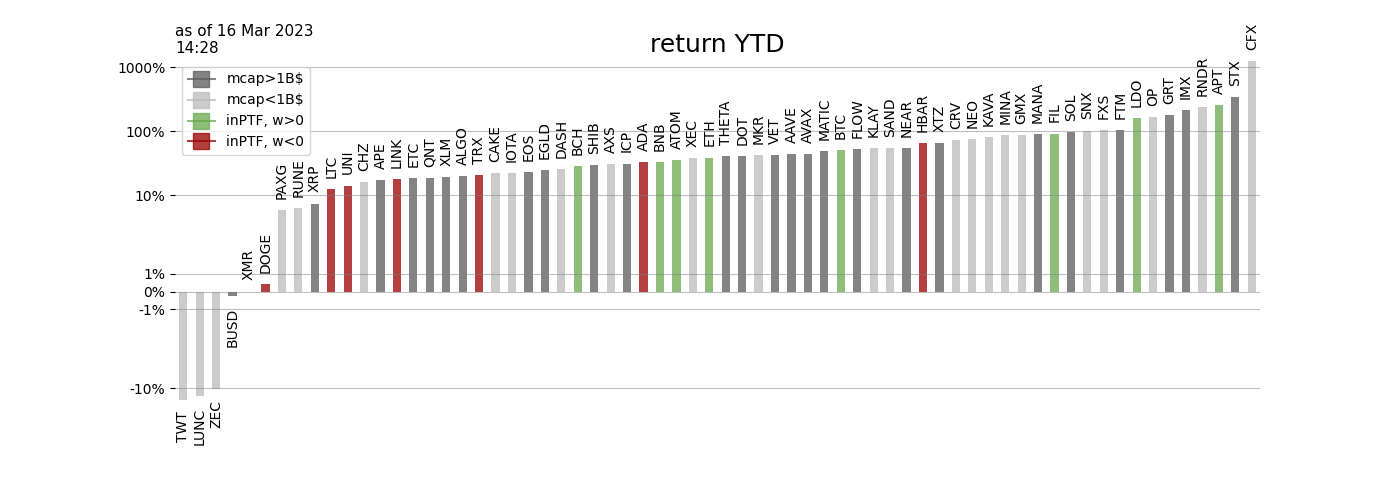 as of 16 Mar 2023
14:28
return YTD
mcap>1B$
mcap<1B$
inPTF, w>0
inPTF, w<0
1000%
100%
10%
1%
0%
-1%
-10%
TWT
LUNC
ZEC
BUSD
XMR
DOGE
PAXG
RUNE
XRP
LTC
UNI
CHZ
APE
LINK
ETC
QNT
XLM
ALGO
TRX
CAKE
IOTA
EOS
EGLD
DASH
BCH
SHIB
AXS
ICP
ADA
BNB
ATOM
XEC
ETH
THETA
DOT
MKR
VET
AAVE
AVAX
MATIC
BTC
FLOW
KLAY
SAND
NEAR
HBAR
XTZ
CRV
NEO
KAVA
MINA
GMX
MANA
FIL
SOL
SNX
FXS
FTM
LDO
OP
GRT
IMX
RNDR
APT
STX
CFX